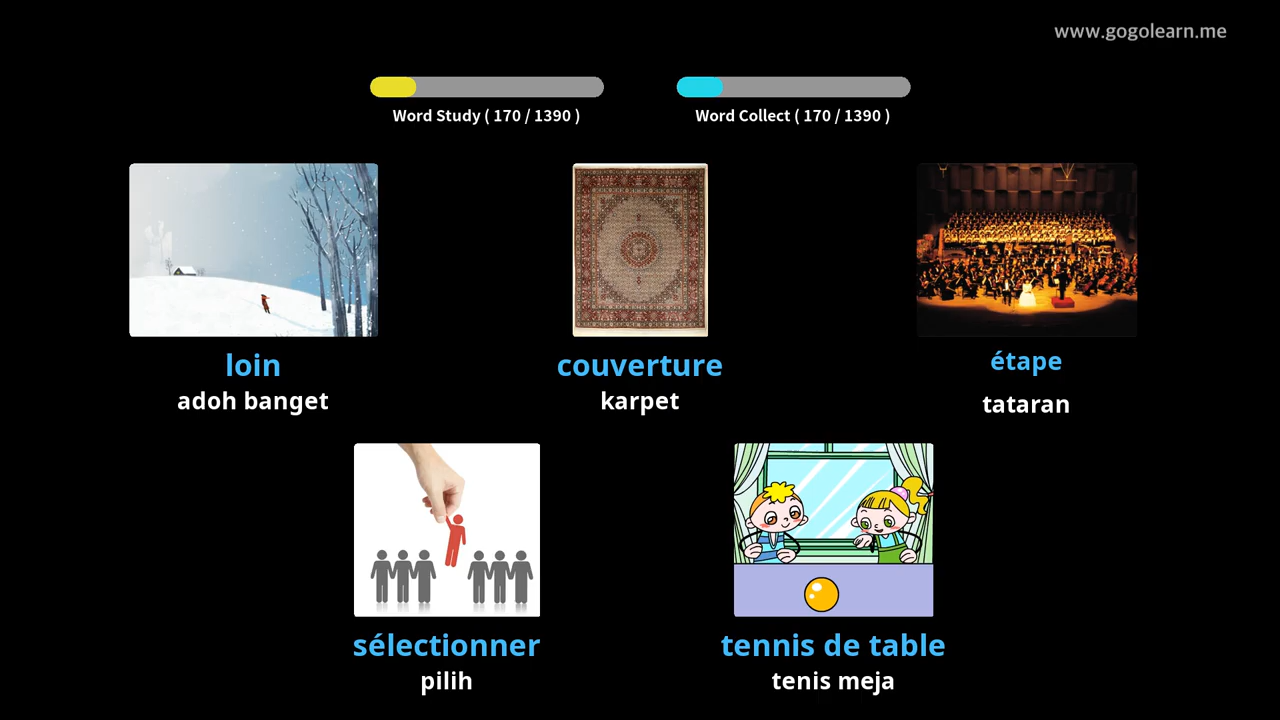 www.gogolearn.me
Word Study ( 170 / 1390 )
Word Collect ( 170 / 1390 )
loin
adoh banget
couverture
karpet
étape
tataran
sélectionner
pilih
tennis de table
tenis meja